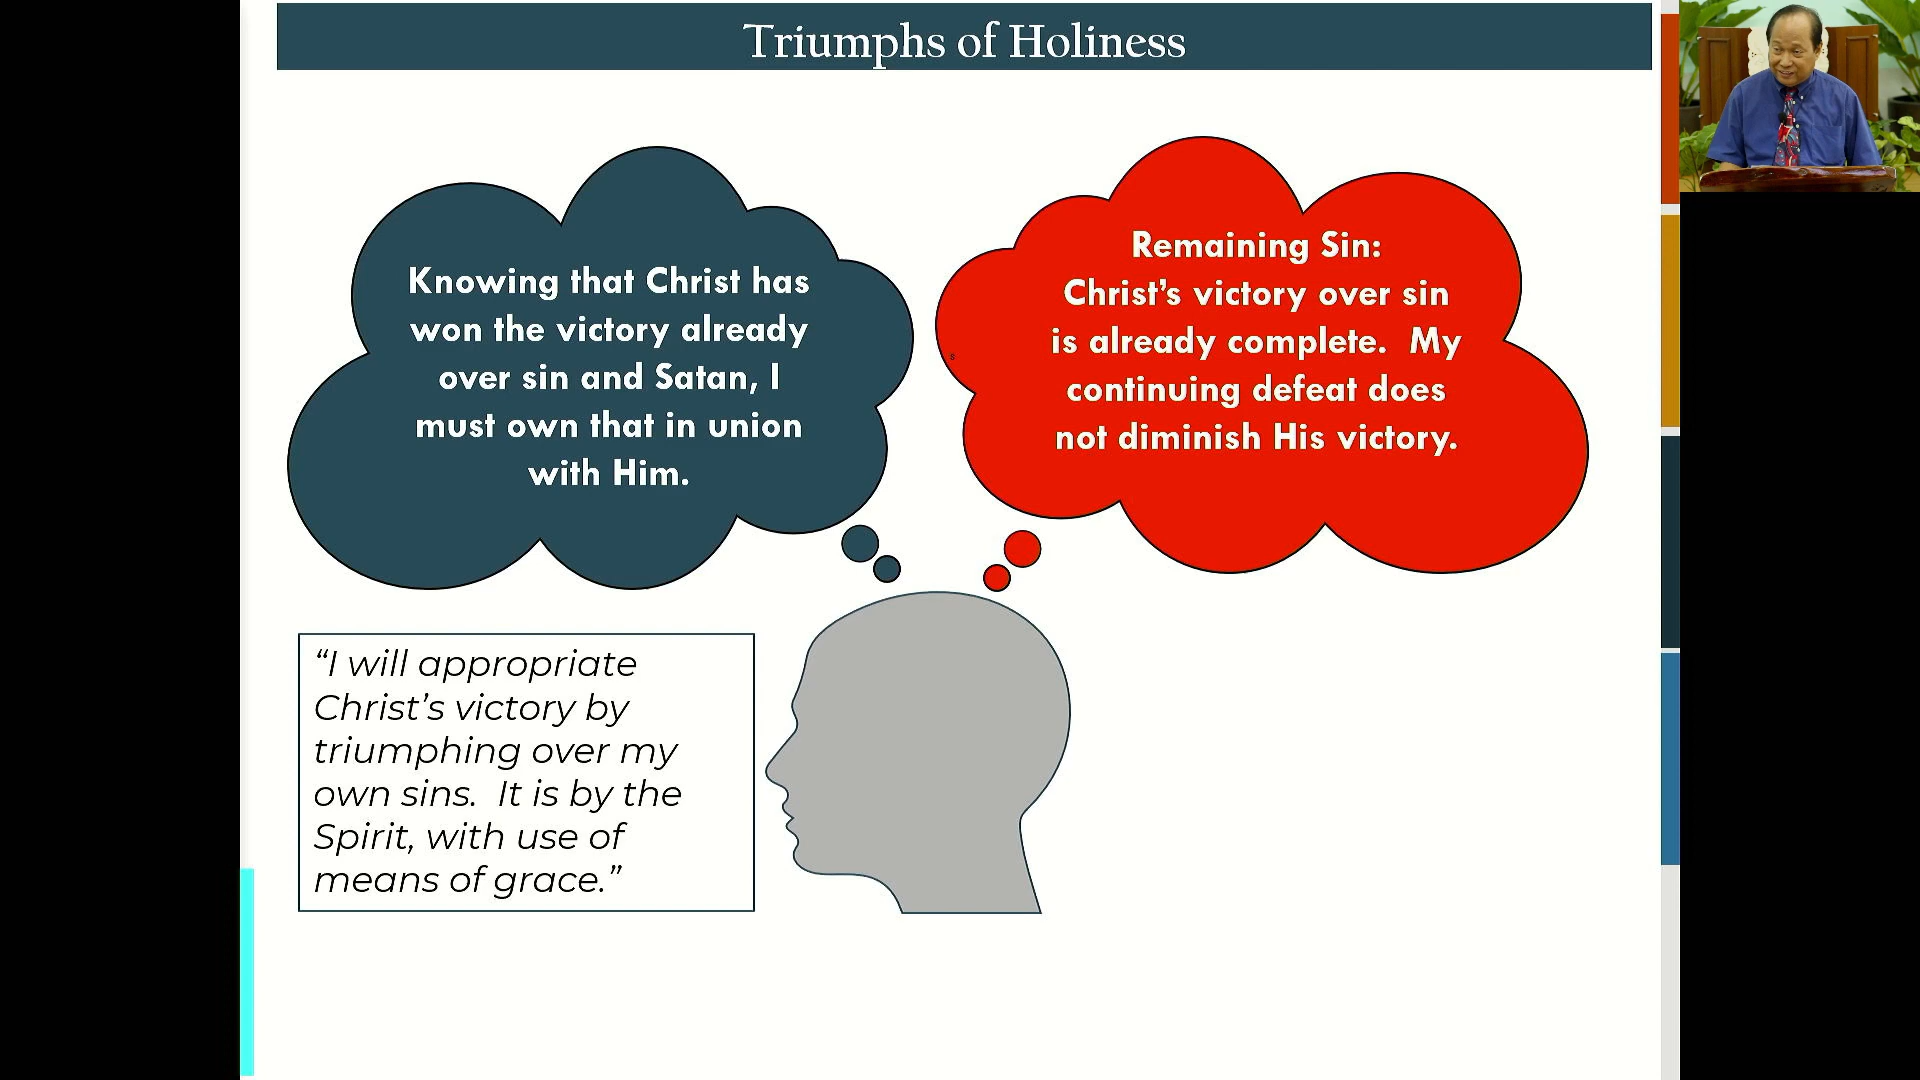 Triumphs of Holiness
Knowing that Christ has
won the victory already
over sin and Satan, I
must own that in union
with Him.
Remaining Sin:
Christ’s victory over sin
is already complete.  My
continuing defeat does
not diminish His victory.
s
“I will appropriate
Christ’s victory by
triumphing over my
own sins.  It is by the
Spirit, with use of
means of grace.”